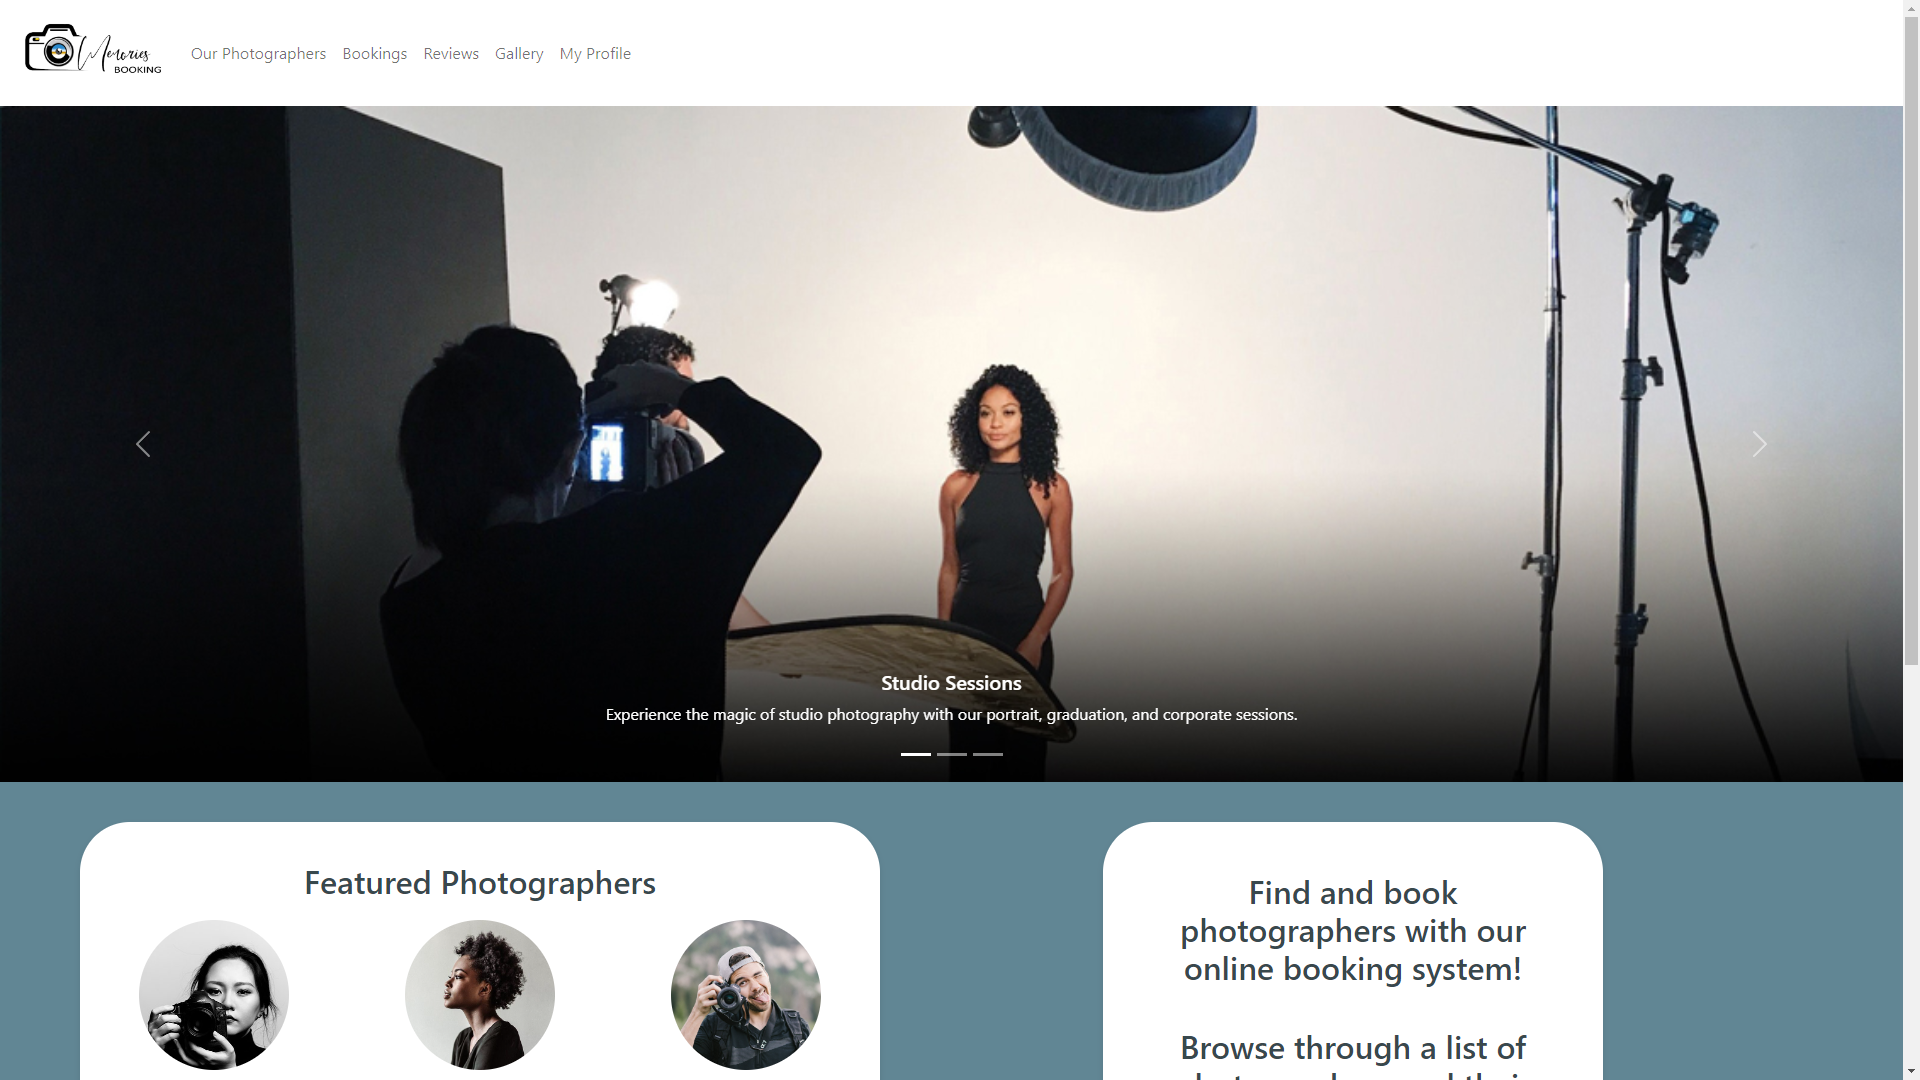 Memories
BOOKING
Our Photographers
Bookings
Reviews
Gallery
My Profile
Studio Sessions
Experience the magic of studio photography with our portrait, graduation, and corporate sessions.
Featured Photographers
Find and book
photographers with our
online booking system!
Browse through a list of